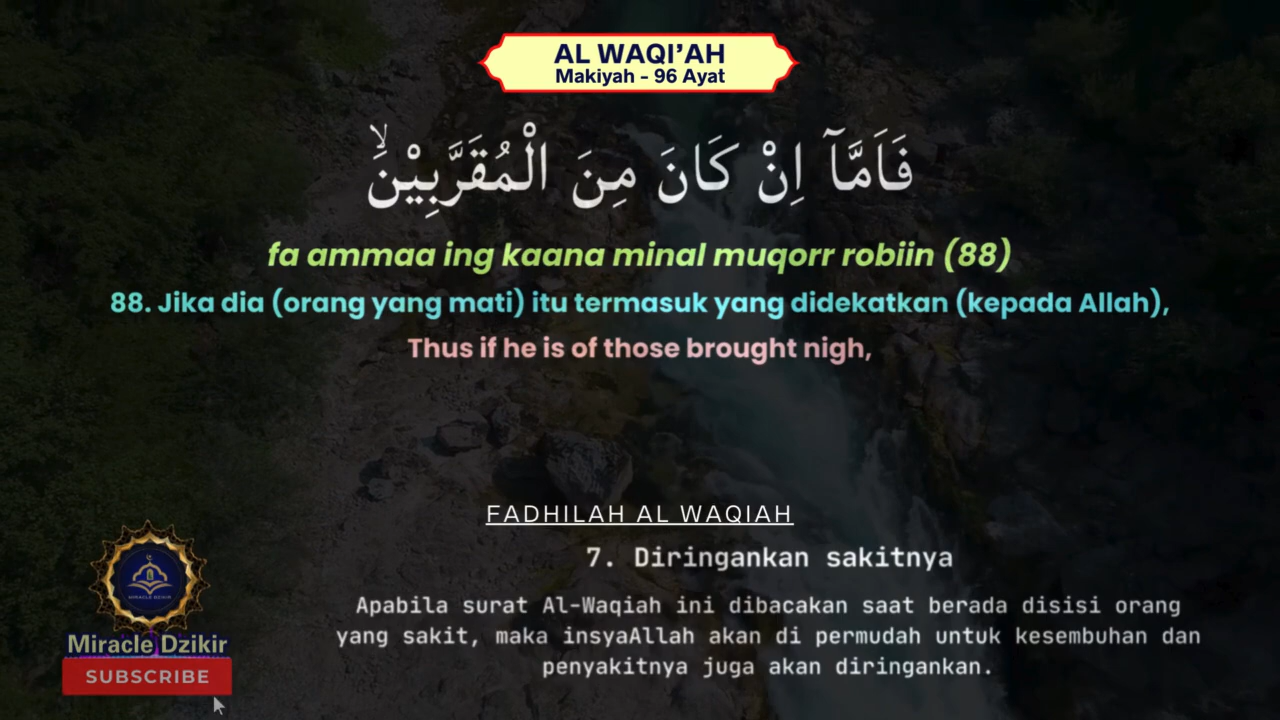 AL WAQI’AH
Makiyah - 96 Ayat
فَاَمَّآ اِنْ كَانَ مِنَ الْمُقَرَّبِيْنَۙ
fa ammaa ing kaana minal muqorr robiin (88)
88. Jika dia (orang yang mati) itu termasuk yang didekatkan (kepada Allah),
Thus if he is of those brought nigh,
FADHILAH AL WAQIAH
7. Diringankan sakitnya
Apabila surat Al-Waqiah ini dibacakan saat berada disisi orang
yang sakit, maka insyaAllah akan di permudah untuk kesembuhan dan
penyakitnya juga akan diringankan.
MIRACLE DZIKIR
Miracle Dzikir
SUBSCRIBE